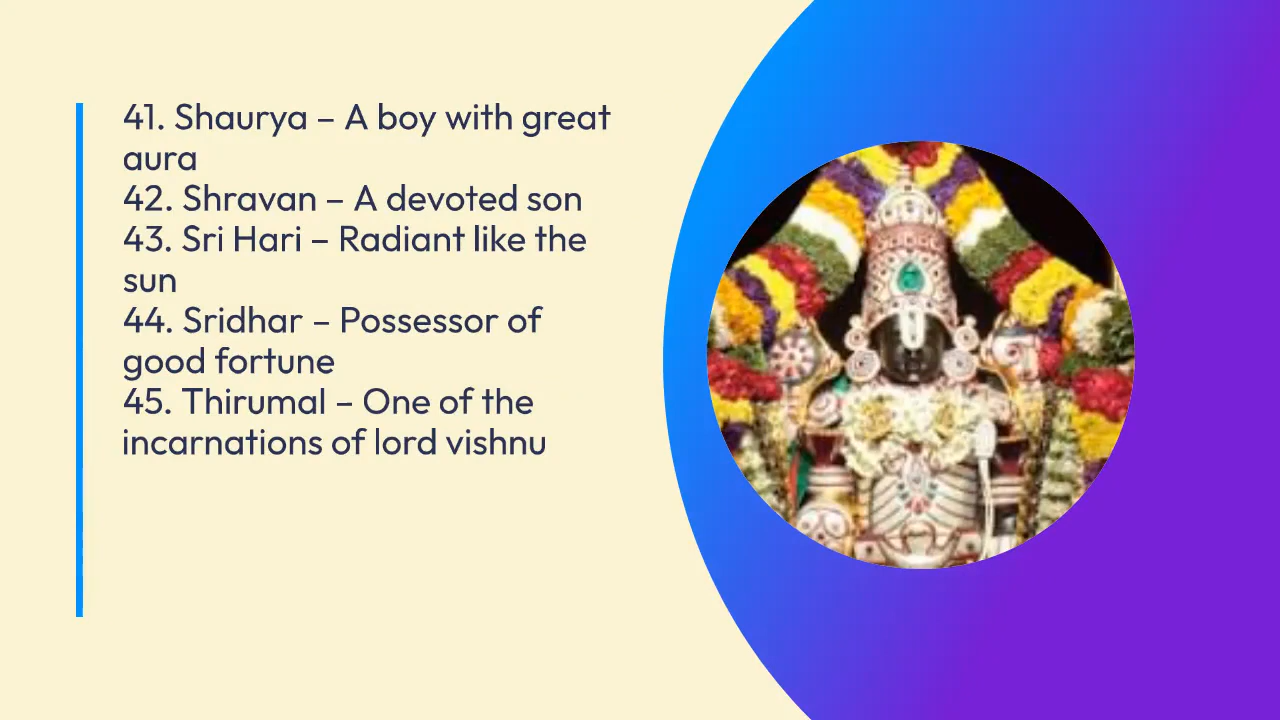 41. Shaurya – A boy with great
aura
42. Shravan – A devoted son
43. Sri Hari – Radiant like the
sun
44. Sridhar – Possessor of
good fortune
45. Thirumal – One of the
incarnations of lord vishnu